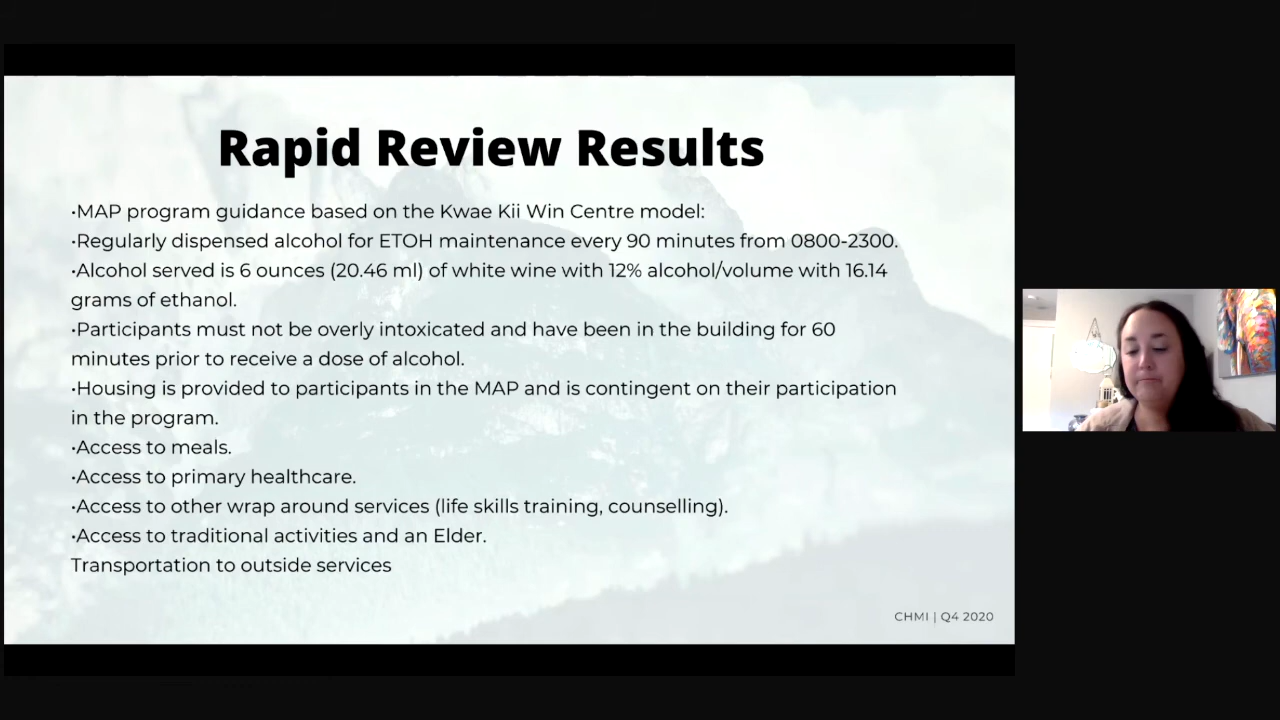 Rapid Review Results
•MAP program guidance based on the Kwae Kii Win Centre model:
•Regularly dispensed alcohol for ETOH maintenance every 90 minutes from 0800-2300.
•Alcohol served is 6 ounces (20.46 ml) of white wine with 12% alcohol/volume with 16.14
grams of ethanol.
•Participants must not be overly intoxicated and have been in the building for 60
minutes prior to receive a dose of alcohol.
•Housing is provided to participants in the MAP and is contingent on their participation
in the program.
•Access to meals.
•Access to primary healthcare.
•Access to other wrap around services (life skills training, counselling).
•Access to traditional activities and an Elder.
Transportation to outside services
CHMI | Q4 2020